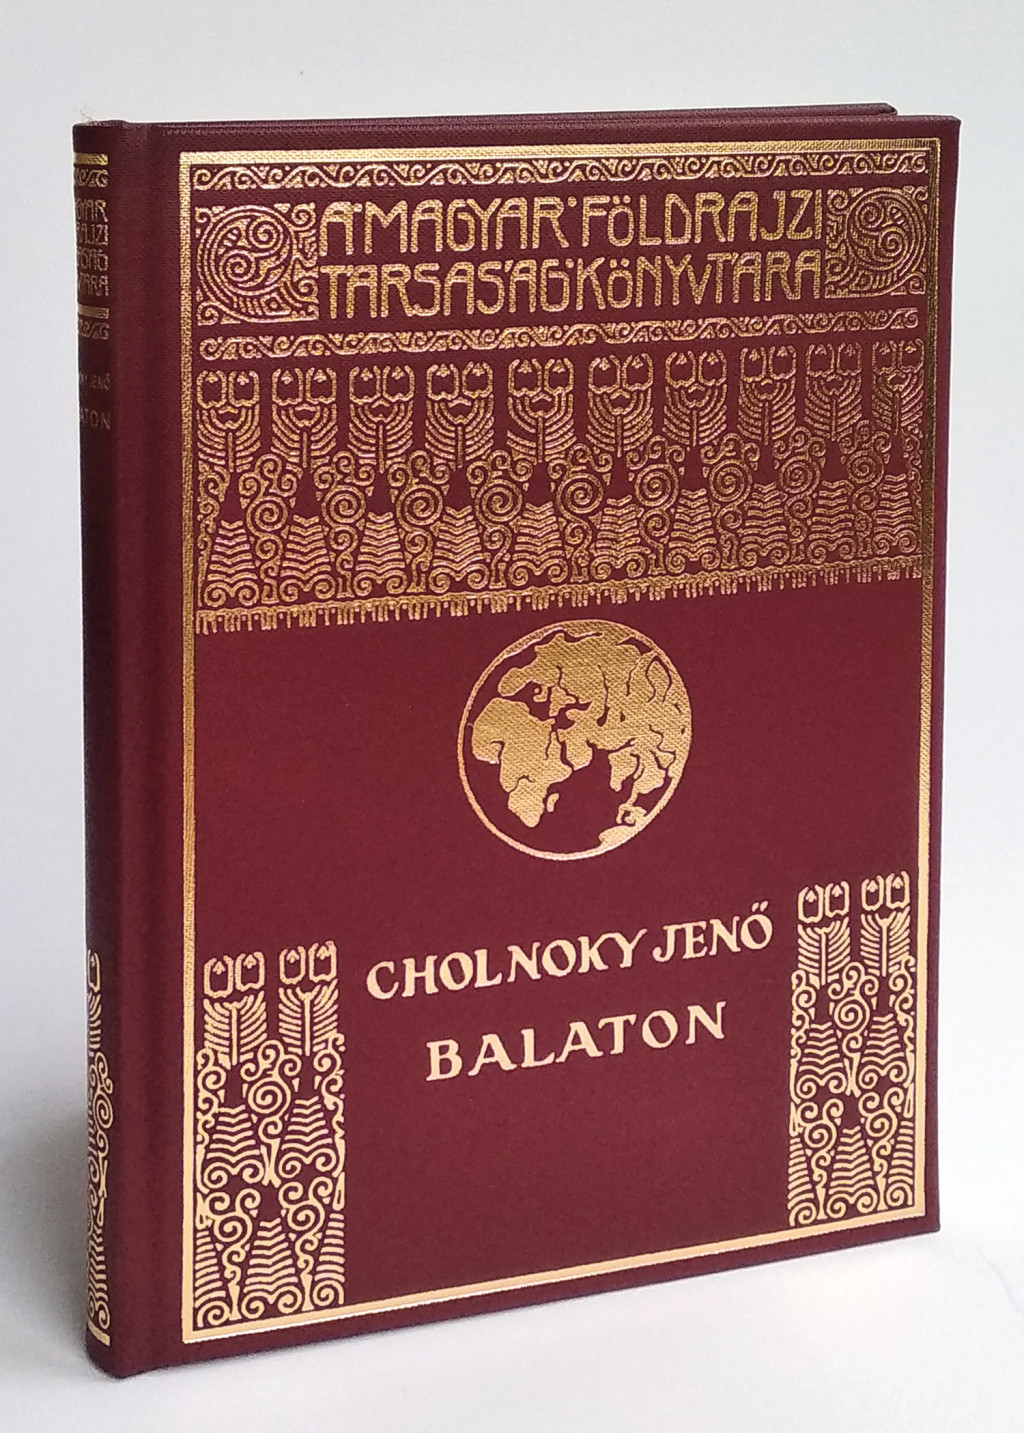 A MAGYAR FÖLDRAJZI
TÁRSASÁG KÖNYVTÁRA
CHOLNOKY JENŐ
BALATON